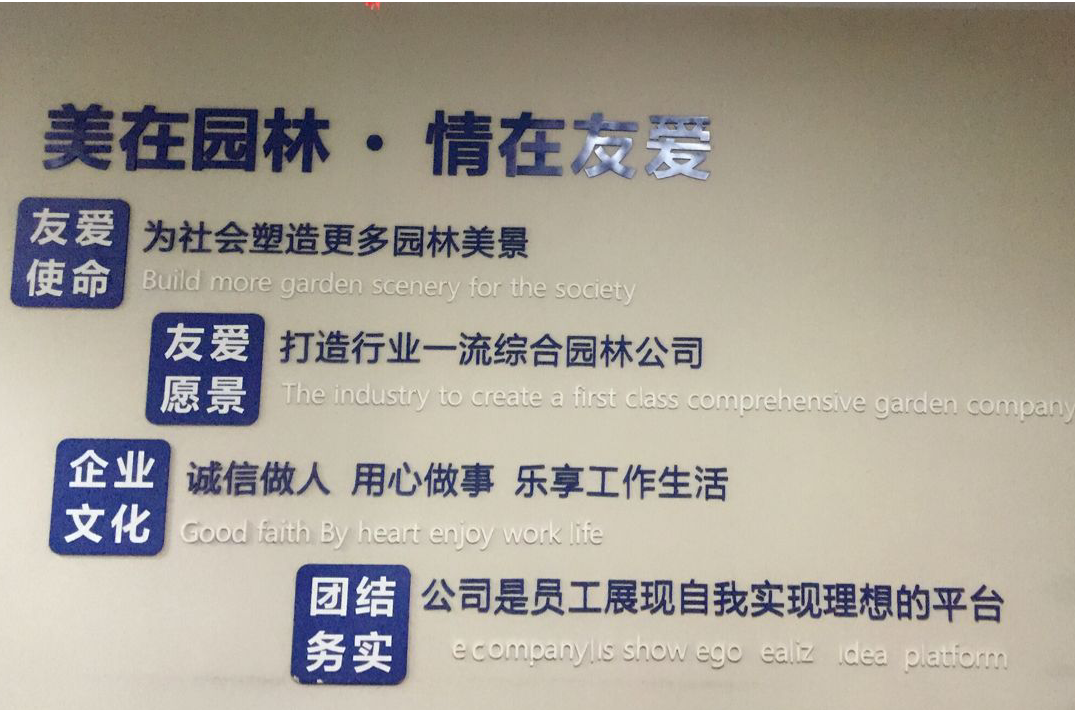 美在园林·情在友爱
友爱
使命
为社会塑造更多园林美景
Build more garden scenery for the society
友爱
愿景
打造行业一流综合园林公司
The industry to create a first class comprehensive garden company
企业
文化
诚信做人 用心做事 乐享工作生活
Good faith By heart enjoy work life
团结
务实
公司是员工展现自我实现理想的平台
e company is show ego ealiz idea platform